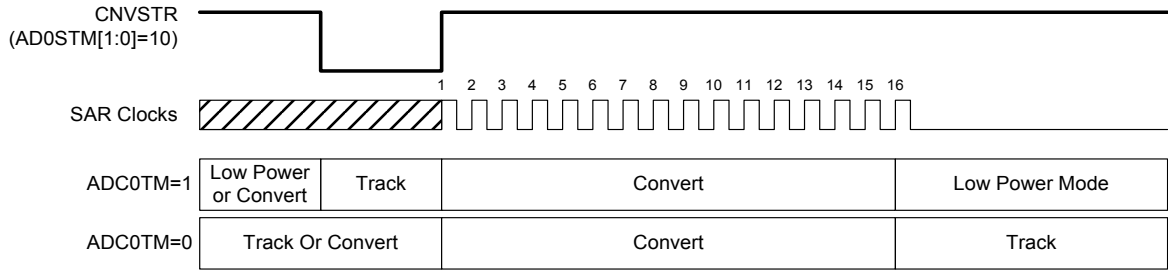 CNVSTR
(AD0STM[1:0]=10)
1 2 3 4 5 6 7 8 9 10 11 12 13 14 15 16
SAR Clocks
ADC0TM=1 Low Power or Convert Track Convert Low Power Mode
ADC0TM=0 Track Or Convert Convert Track